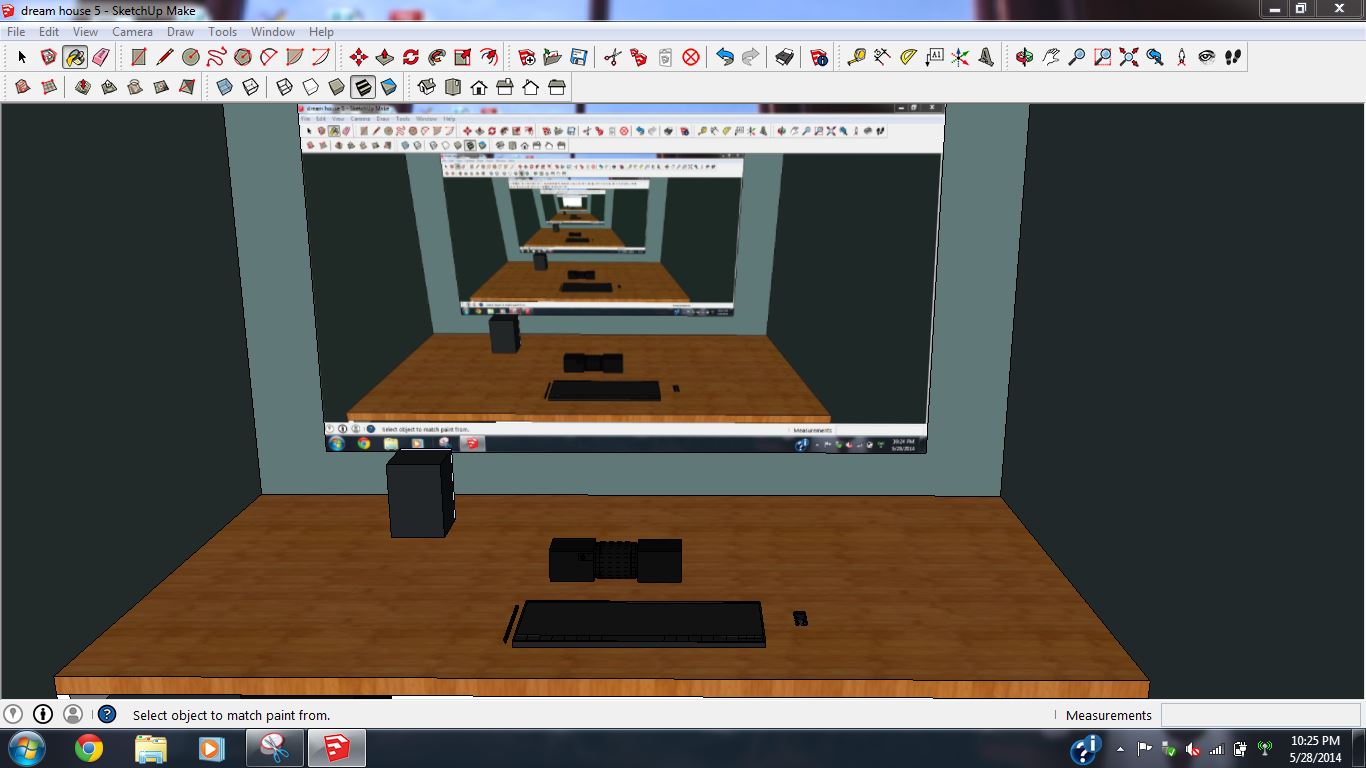 dream house 5 - SketchUp Make
File Edit View Camera Draw Tools Window Help
A1
dream house 5 - SketchUp Make
File Edit View Camera Draw Tools Window Help
Select object to match paint from.
Measurements
10:24 PM
5/28/2014
Select object to match paint from.
Measurements
10:25 PM
5/28/2014